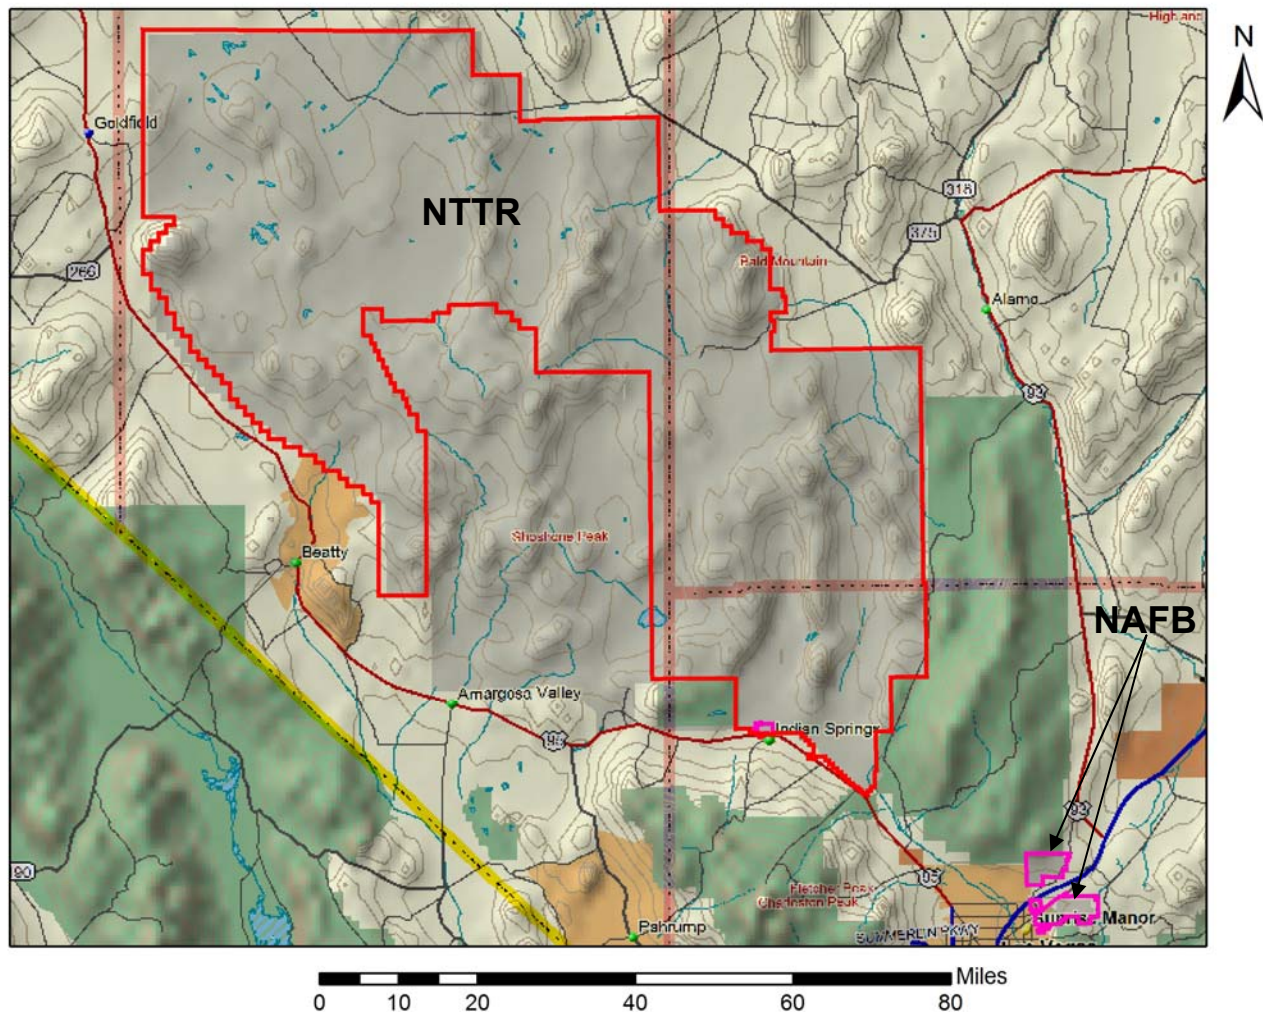 Highland
N
Goldfield
318
NTTR
375
Bald Mountain
266
Alamo
93
Shoshone Peak
Beatty
NAFB
Amargosa Valley
95
Indian Springs
93
90
95
Fletcher Peak
Charleston Peak
Sunrise Manor
Pahrump
SUMMERLIN PKWY
Las Vegas
Miles
0 10 20 40 60 80